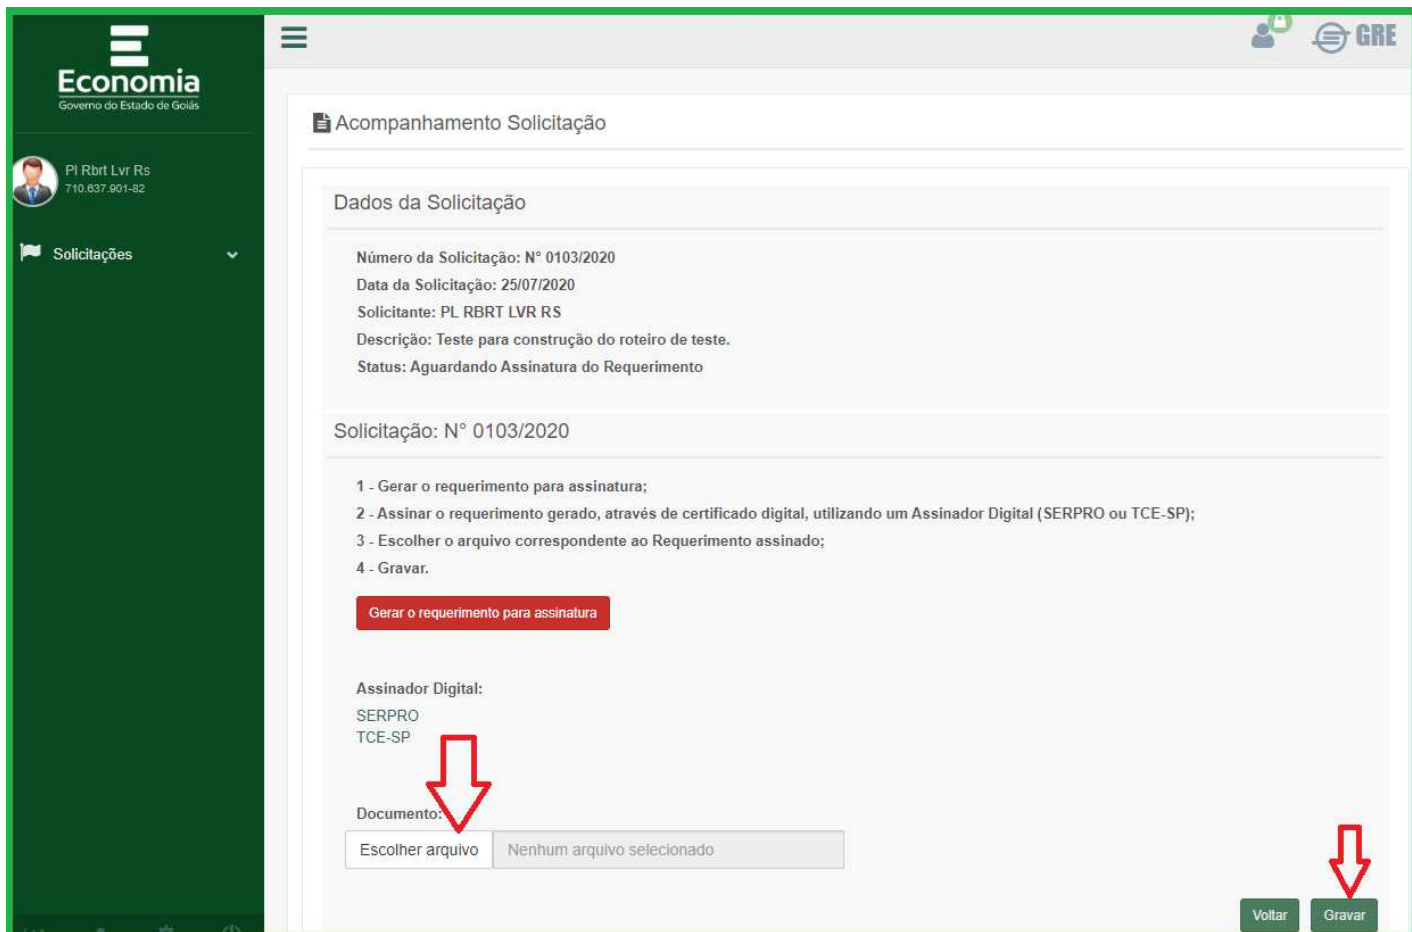 Economia
Governo do Estado de Goiás
GRE
Acompanhamento Solicitação
Pl Rbrt Lvr Rs
710.637.901-82
Solicitações
Dados da Solicitação
Número da Solicitação: N° 0103/2020
Data da Solicitação: 25/07/2020
Solicitante: PL RBRT LVR RS
Descrição: Teste para construção do roteiro de teste.
Status: Aguardando Assinatura do Requerimento
Solicitação: N° 0103/2020
1 - Gerar o requerimento para assinatura;
2 - Assinar o requerimento gerado, através de certificado digital, utilizando um Assinador Digital (SERPRO ou TCE-SP);
3 - Escolher o arquivo correspondente ao Requerimento assinado;
4 - Gravar.
Gerar o requerimento para assinatura
Assinador Digital:
SERPRO
TCE-SP
Documento:
Escolher arquivo Nenhum arquivo selecionado
Voltar Gravar